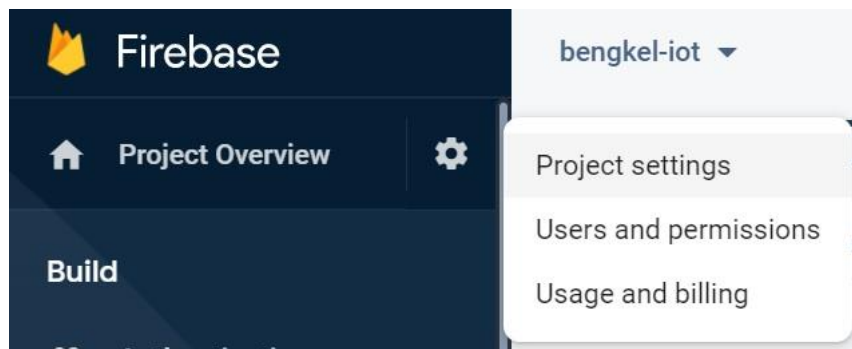 Firebase
bengkel-iot
Project Overview
Project settings
Users and permissions
Usage and billing
Build